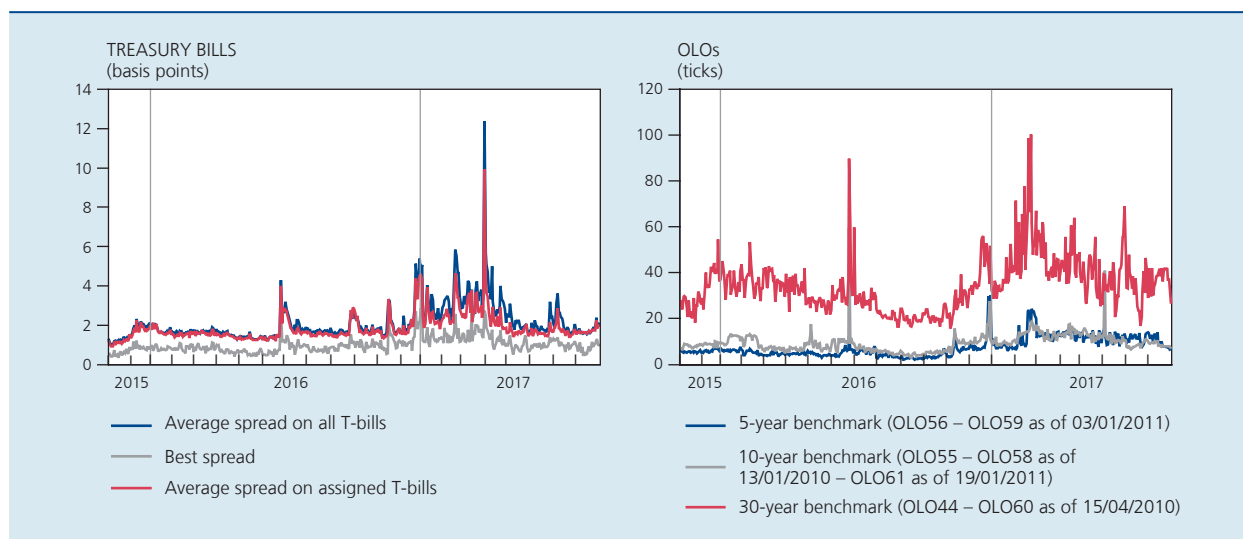 TREASURY BILLS
(basis points)
14
12
10
8
6
4
2
0
2015
2016
2017
Average spread on all T-bills
Best spread
Average spread on assigned T-bills
OLOs
(ticks)
120
100
80
60
40
20
0
2015
2016
2017
5-year benchmark (OLO56 – OLO59 as of 03/01/2011)
10-year benchmark (OLO55 – OLO58 as of
13/01/2010 – OLO61 as of 19/01/2011)
30-year benchmark (OLO44 – OLO60 as of 15/04/2010)